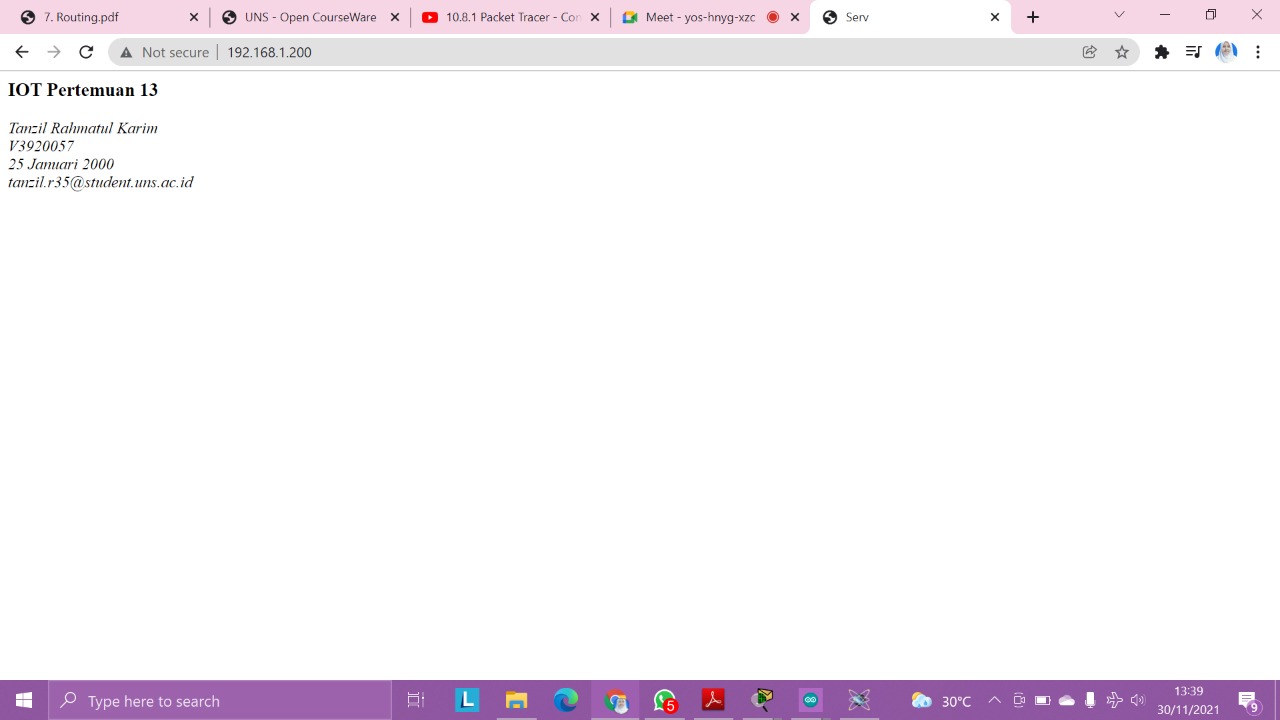 7. Routing.pdf
UNS - Open CourseWare
10.8.1 Packet Tracer - Con
Meet - yos-hnyg-xzc
Serv
Not secure
192.168.1.200
IOT Pertemuan 13
Tanzil Rahmatul Karim
V3920057
25 Januari 2000
tanzil.r35@student.uns.ac.id
Type here to search
L
5
30°C
13:39
30/11/2021
9